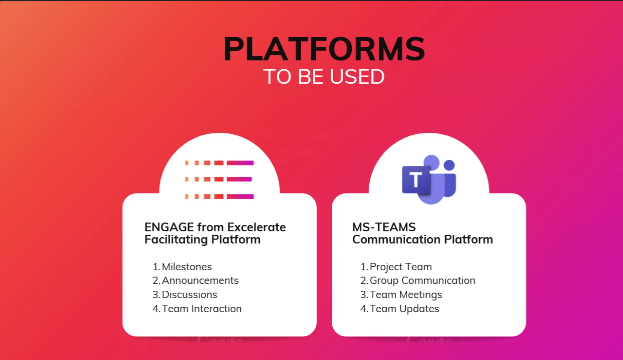 PLATFORMS
TO BE USED
ENGAGE from Excelerate
Facilitating Platform
1.Milestones
2.Announcements
3.Discussions
4.Team Interaction
T
MS-TEAMS
Communication Platform
1.Project Team
2.Group Communication
3.Team Meetings
4.Team Updates